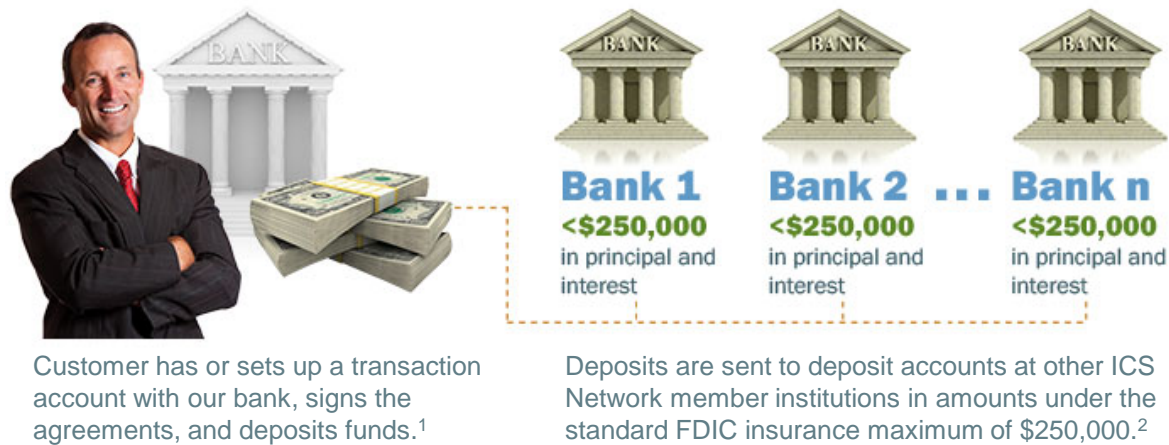 BANK
BANK
BANK
BANK
Bank 1
<$250,000
in principal and
interest
Bank 2
<$250,000
in principal and
interest
...
Bank n
<$250,000
in principal and
interest
Customer has or sets up a transaction
account with our bank, signs the
agreements, and deposits funds.¹
Deposits are sent to deposit accounts at other ICS
Network member institutions in amounts under the
standard FDIC insurance maximum of $250,000.²